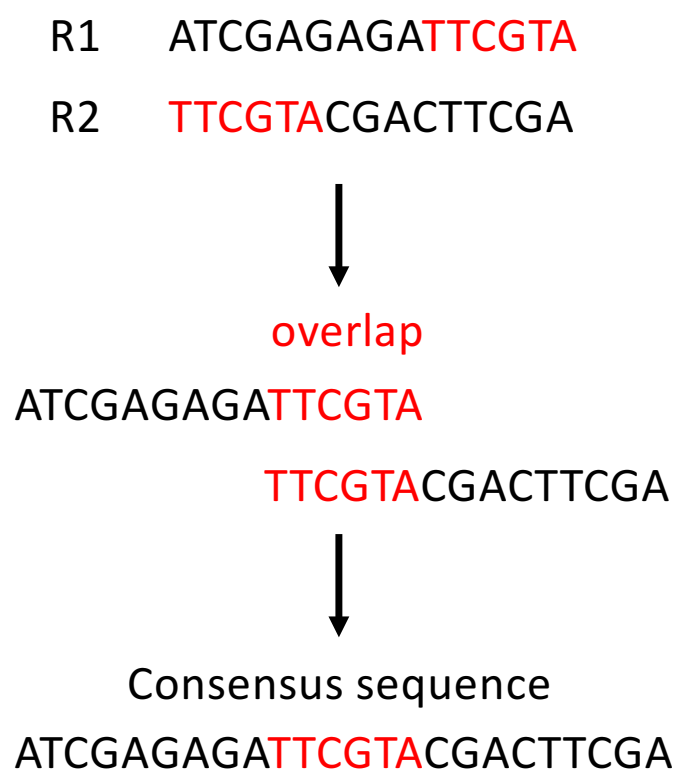 R1 ATCGAGAGATTCGTA
R2 TTCGTACGACTTCGA
overlap
ATCGAGAGATTCGTA
TTCGTACGACTTCGA
Consensus sequence
ATCGAGAGATTCGTACGACTTCGA